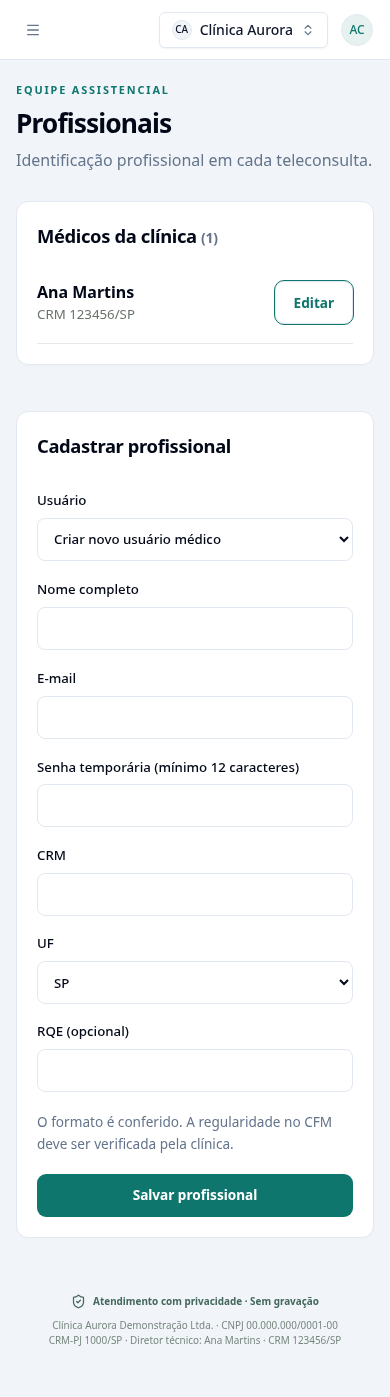 CA Clínica Aurora
AC
EQUIPE ASSISTENCIAL
Profissionais
Identificação profissional em cada teleconsulta.
Médicos da clínica (1)
Ana Martins
CRM 123456/SP
Editar
Cadastrar profissional
Usuário
Criar novo usuário médico
Nome completo
E-mail
Senha temporária (mínimo 12 caracteres)
CRM
UF
SP
RQE (opcional)
O formato é conferido. A regularidade no CFM
deve ser verificada pela clínica.
Salvar profissional
Atendimento com privacidade · Sem gravação
Clínica Aurora Demonstração Ltda. · CNPJ 00.000.000/0001-00
CRM-PJ 1000/SP · Diretor técnico: Ana Martins · CRM 123456/SP